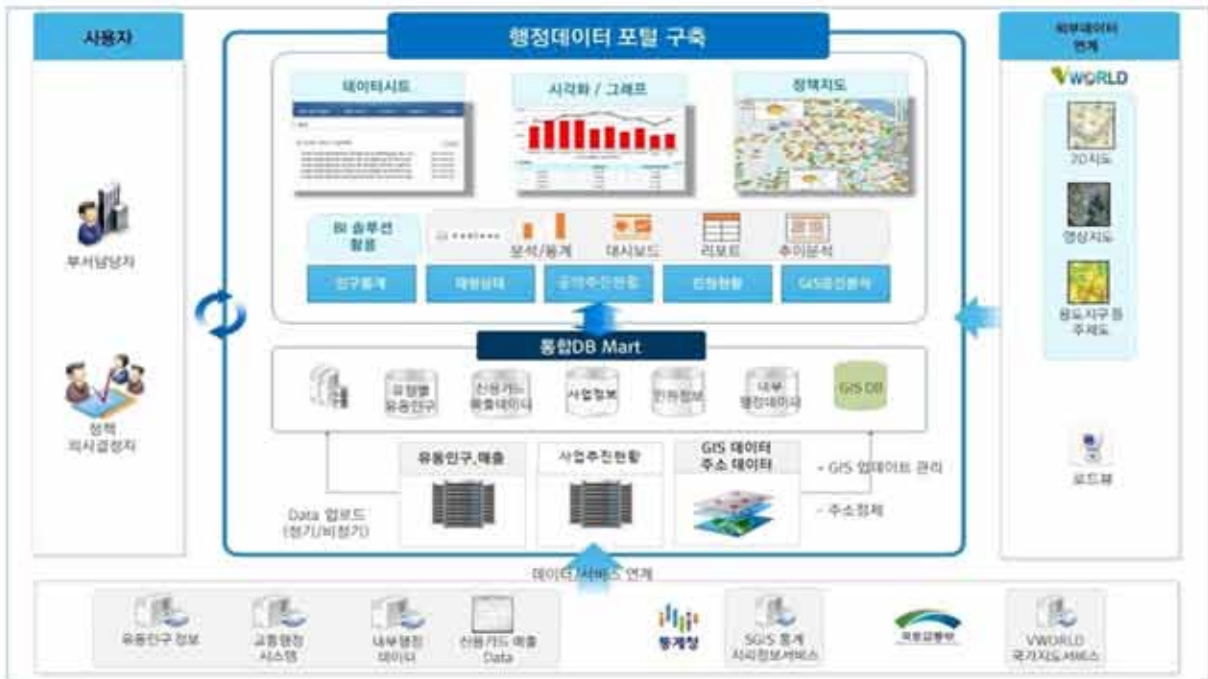 사용자
부서담당자
정책
의사결정자
행정데이터 포털 구축
데이터시트
시각화 / 그래프
정책지도
BI 솔루션
활용
분석/통계
대시보드
리포트
추이분석
인구통계
재정상태
공약추진현황
민원현황
GIS공간분석
통합DB Mart
유형별
유동인구
신용카드
매출데이터
사업정보
인허정보
내부
행정데이터
GIS DB
유동인구,매출
사업추진현황
GIS 데이터
주소 데이터
Data 업로드
(정기/비정기)
+ GIS 업데이트 관리
- 주소정제
데이터/서비스 연계
유동인구 정보
교통행정
시스템
내부행정
데이터
신용카드 매출
Data
통계청
SGIS 통계
지리정보서비스
국토교통부
VWORLD
국가지도서비스
외부데이터
연계
VWORLD
2D지도
영상지도
용도지구등
주제도
로드뷰